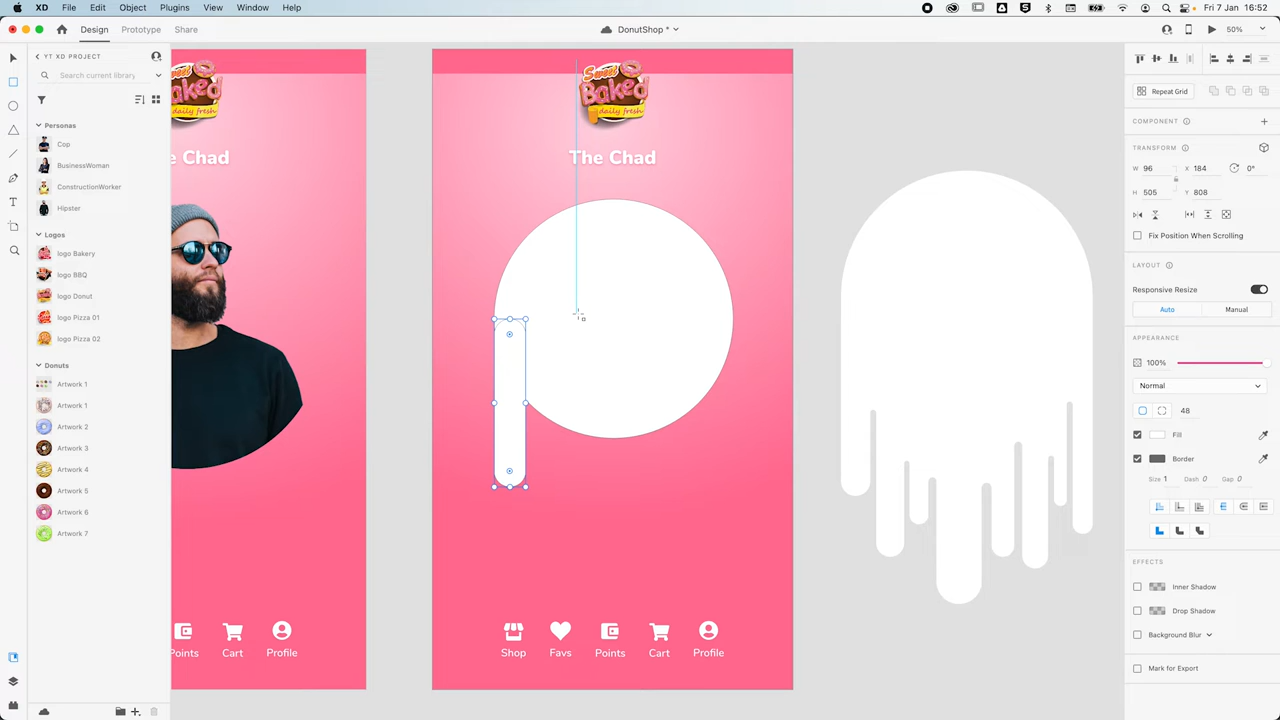 XD File Edit Object Plugins View Window Help
Fri 7 Jan 16:52
Design Prototype Share
DonutShop *
50%
YT XD PROJECT
Search current library
Personas
Cop
BusinessWoman
ConstructionWorker
Hipster
Logos
logo Bakery
logo BBQ
logo Donut
logo Pizza 01
logo Pizza 02
Donuts
Artwork 1
Artwork 1
Artwork 2
Artwork 3
Artwork 4
Artwork 5
Artwork 6
Artwork 7
Baked
daily fresh
e Chad
Points Cart Profile
Sweet
Baked
daily fresh
The Chad
Shop Favs Points Cart Profile
Repeat Grid
COMPONENT
TRANSFORM
W 96 X 184 0°
H 505 Y 808
Fix Position When Scrolling
LAYOUT
Responsive Resize
Auto Manual
APPEARANCE
100%
Normal
48
Fill
Border
Size 1 Dash 0 Gap 0
EFFECTS
Inner Shadow
Drop Shadow
Background Blur
Mark for Export